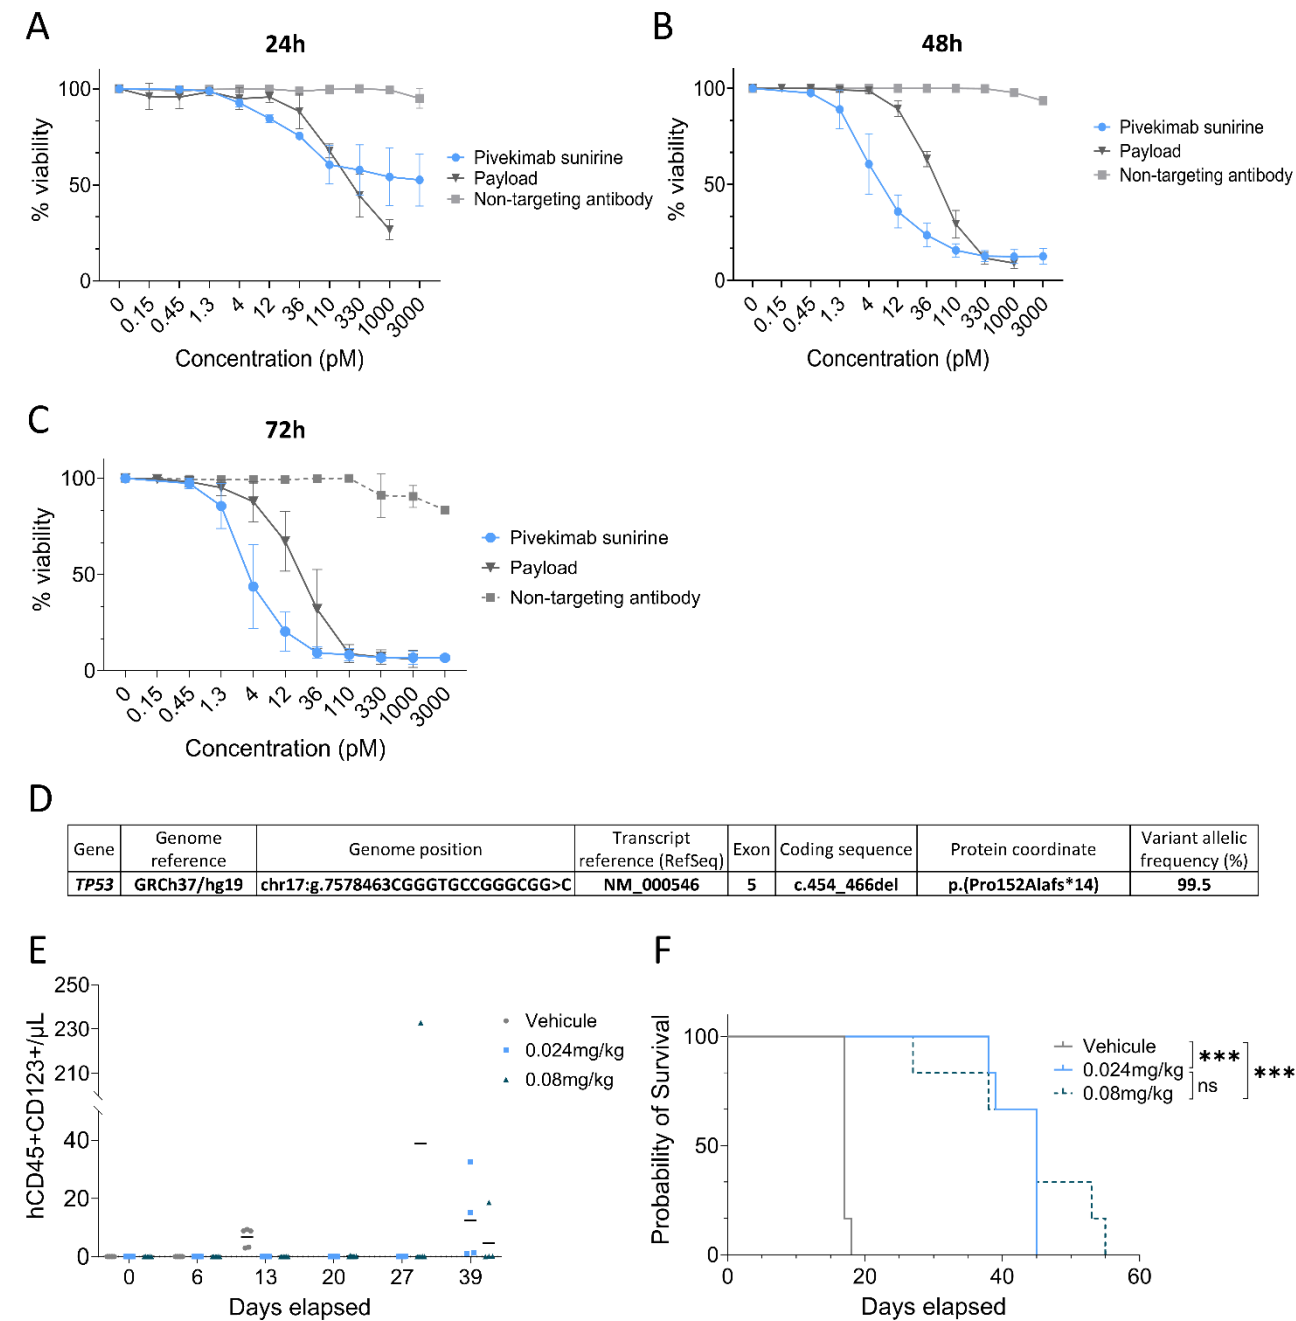 A
24h
% viability
100
50
0
0 0.15 0.45 1.3 4 12 36 110 330 1000 3000
Concentration (pM)
Pivekimab sunirine
Payload
Non-targeting antibody
B
48h
% viability
100
50
0
0 0.15 0.45 1.3 4 12 36 110 330 1000 3000
Concentration (pM)
Pivekimab sunirine
Payload
Non-targeting antibody
C
72h
% viability
100
50
0
0 0.15 0.45 1.3 4 12 36 110 330 1000 3000
Concentration (pM)
Pivekimab sunirine
Payload
Non-targeting antibody
D
Gene Genome reference Genome position Transcript reference (RefSeq) Exon Coding sequence Protein coordinate Variant allelic frequency (%)
TP53 GRCh37/hg19 chr17:g.7578463CGGGTGCCGGGCGG>C NM_000546 5 c.454_466del p.(Pro152Alafs*14) 99.5
E
hCD45+CD123+/µL
250
230
210
40
20
0
0 6 13 20 27 39
Days elapsed
Vehicule
0.024mg/kg
0.08mg/kg
F
Probability of Survival
100
50
0
0 20 40 60
Days elapsed
Vehicule
0.024mg/kg
0.08mg/kg
***
ns
***